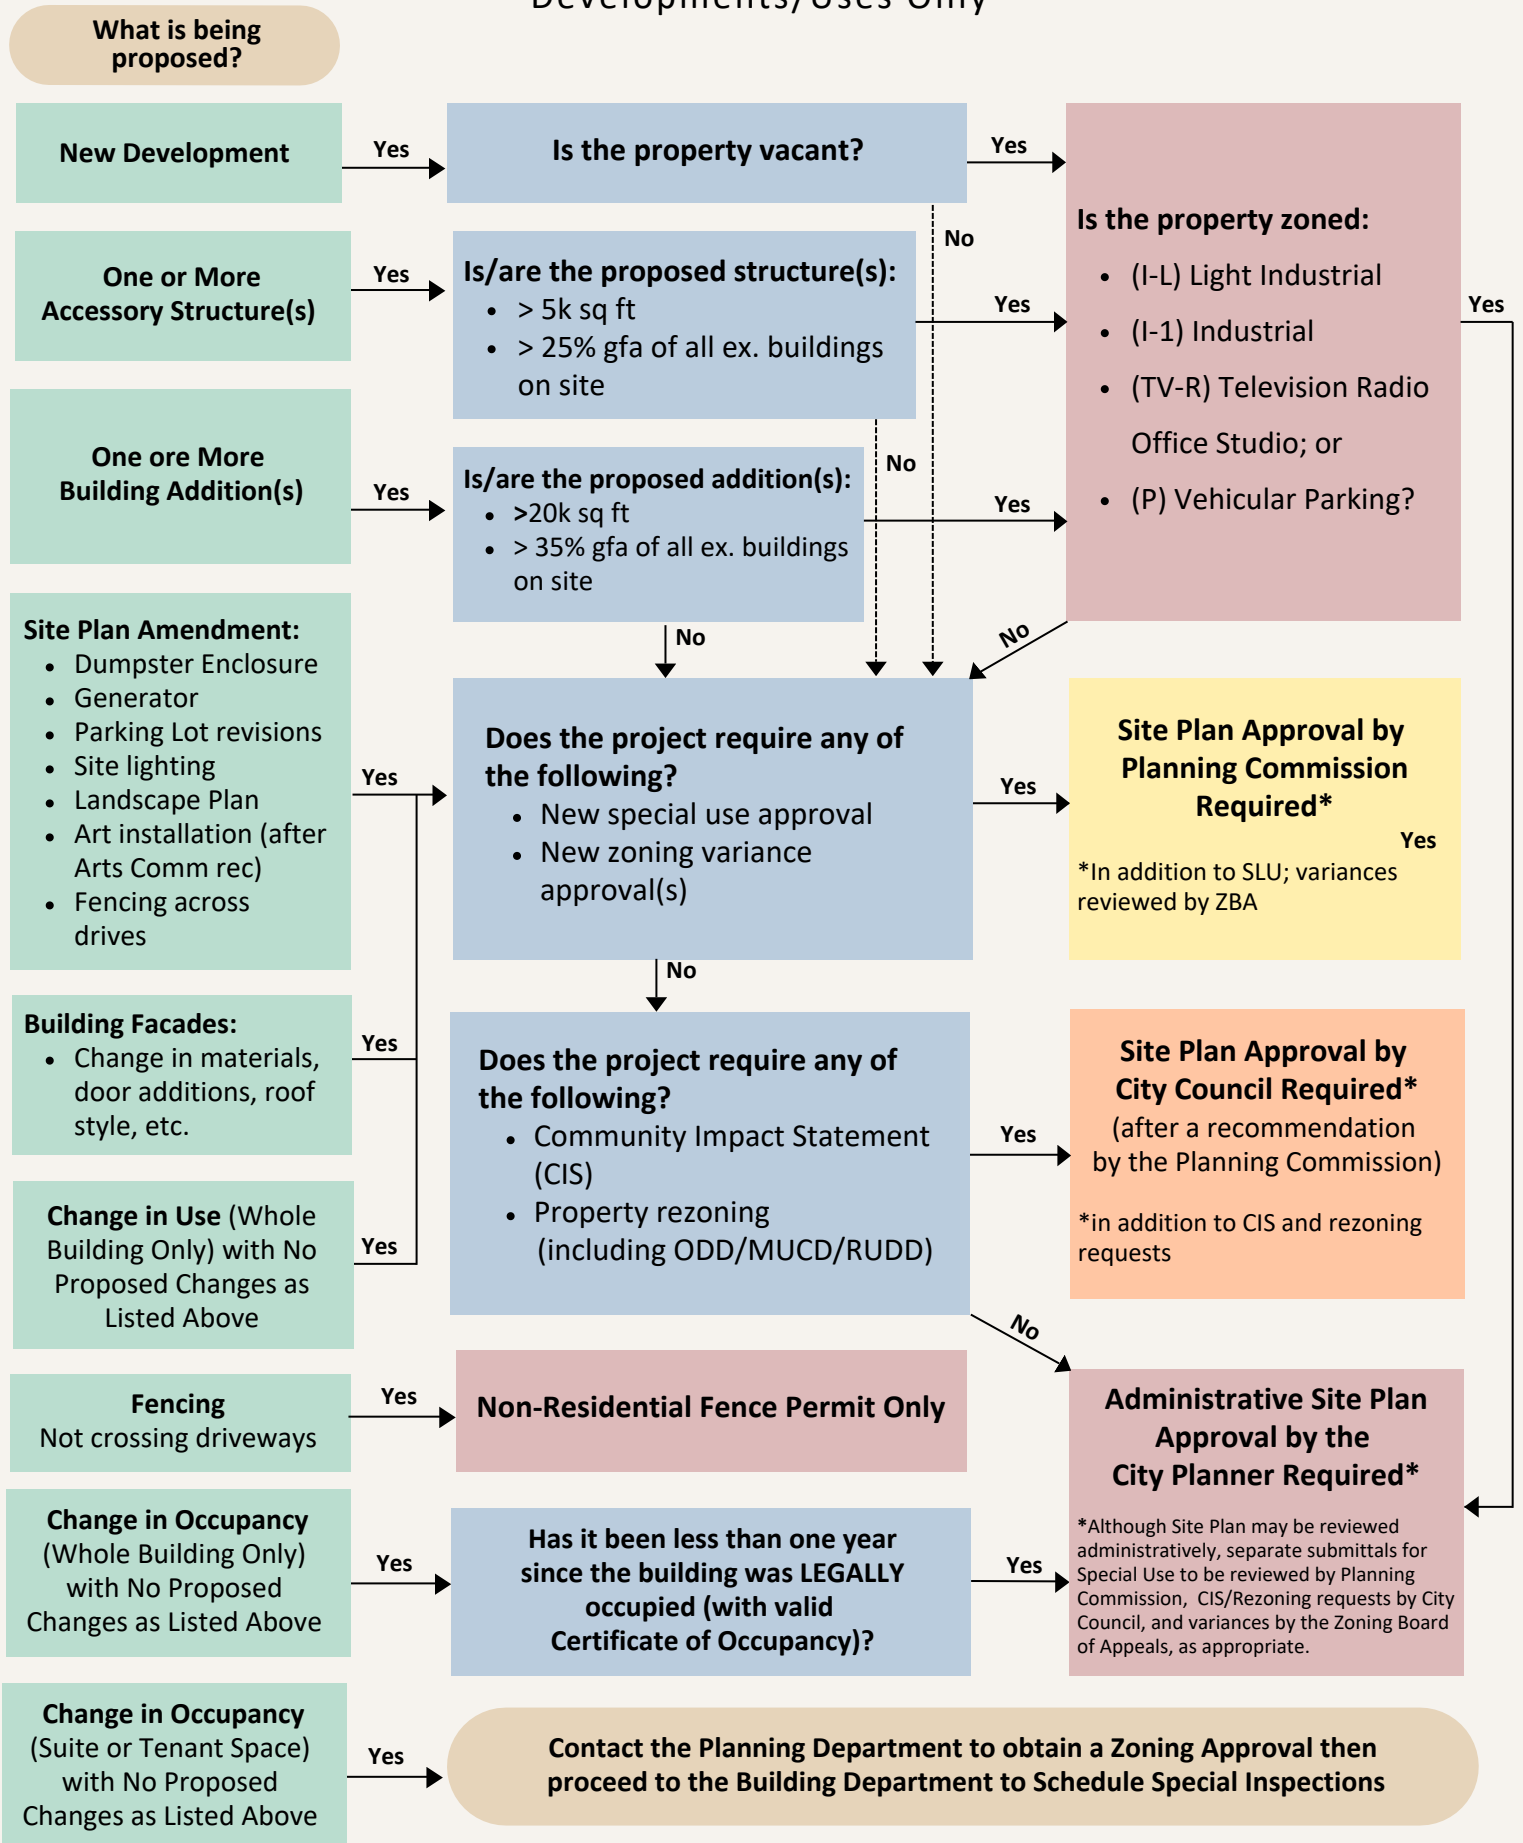 Developments/Uses Only
What is being
proposed?
New Development
Yes
Is the property vacant?
Yes
No
One or More
Accessory Structure(s)
Yes
Is/are the proposed structure(s):
• > 5k sq ft
• > 25% gfa of all ex. buildings
on site
Yes
No
Is the property zoned:
• (I-L) Light Industrial
• (I-1) Industrial
• (TV-R) Television Radio
Office Studio; or
• (P) Vehicular Parking?
Yes
No
One ore More
Building Addition(s)
Yes
Is/are the proposed addition(s):
• >20k sq ft
• > 35% gfa of all ex. buildings
on site
Yes
No
Site Plan Amendment:
• Dumpster Enclosure
• Generator
• Parking Lot revisions
• Site lighting
• Landscape Plan
• Art installation (after
Arts Comm rec)
• Fencing across
drives
Yes
Does the project require any of
the following?
• New special use approval
• New zoning variance
approval(s)
Yes
No
Site Plan Approval by
Planning Commission
Required*
Yes
*In addition to SLU; variances
reviewed by ZBA
Building Facades:
• Change in materials,
door additions, roof
style, etc.
Yes
Does the project require any of
the following?
• Community Impact Statement
(CIS)
• Property rezoning
(including ODD/MUCD/RUDD)
Yes
No
Site Plan Approval by
City Council Required*
(after a recommendation
by the Planning Commission)
*in addition to CIS and rezoning
requests
Change in Use (Whole
Building Only) with No
Proposed Changes as
Listed Above
Yes
Fencing
Not crossing driveways
Yes
Non-Residential Fence Permit Only
Administrative Site Plan
Approval by the
City Planner Required*
*Although Site Plan may be reviewed
administratively, separate submittals for
Special Use to be reviewed by Planning
Commission, CIS/Rezoning requests by City
Council, and variances by the Zoning Board
of Appeals, as appropriate.
Change in Occupancy
(Whole Building Only)
with No Proposed
Changes as Listed Above
Yes
Has it been less than one year
since the building was LEGALLY
occupied (with valid
Certificate of Occupancy)?
Yes
Change in Occupancy
(Suite or Tenant Space)
with No Proposed
Changes as Listed Above
Yes
Contact the Planning Department to obtain a Zoning Approval then
proceed to the Building Department to Schedule Special Inspections